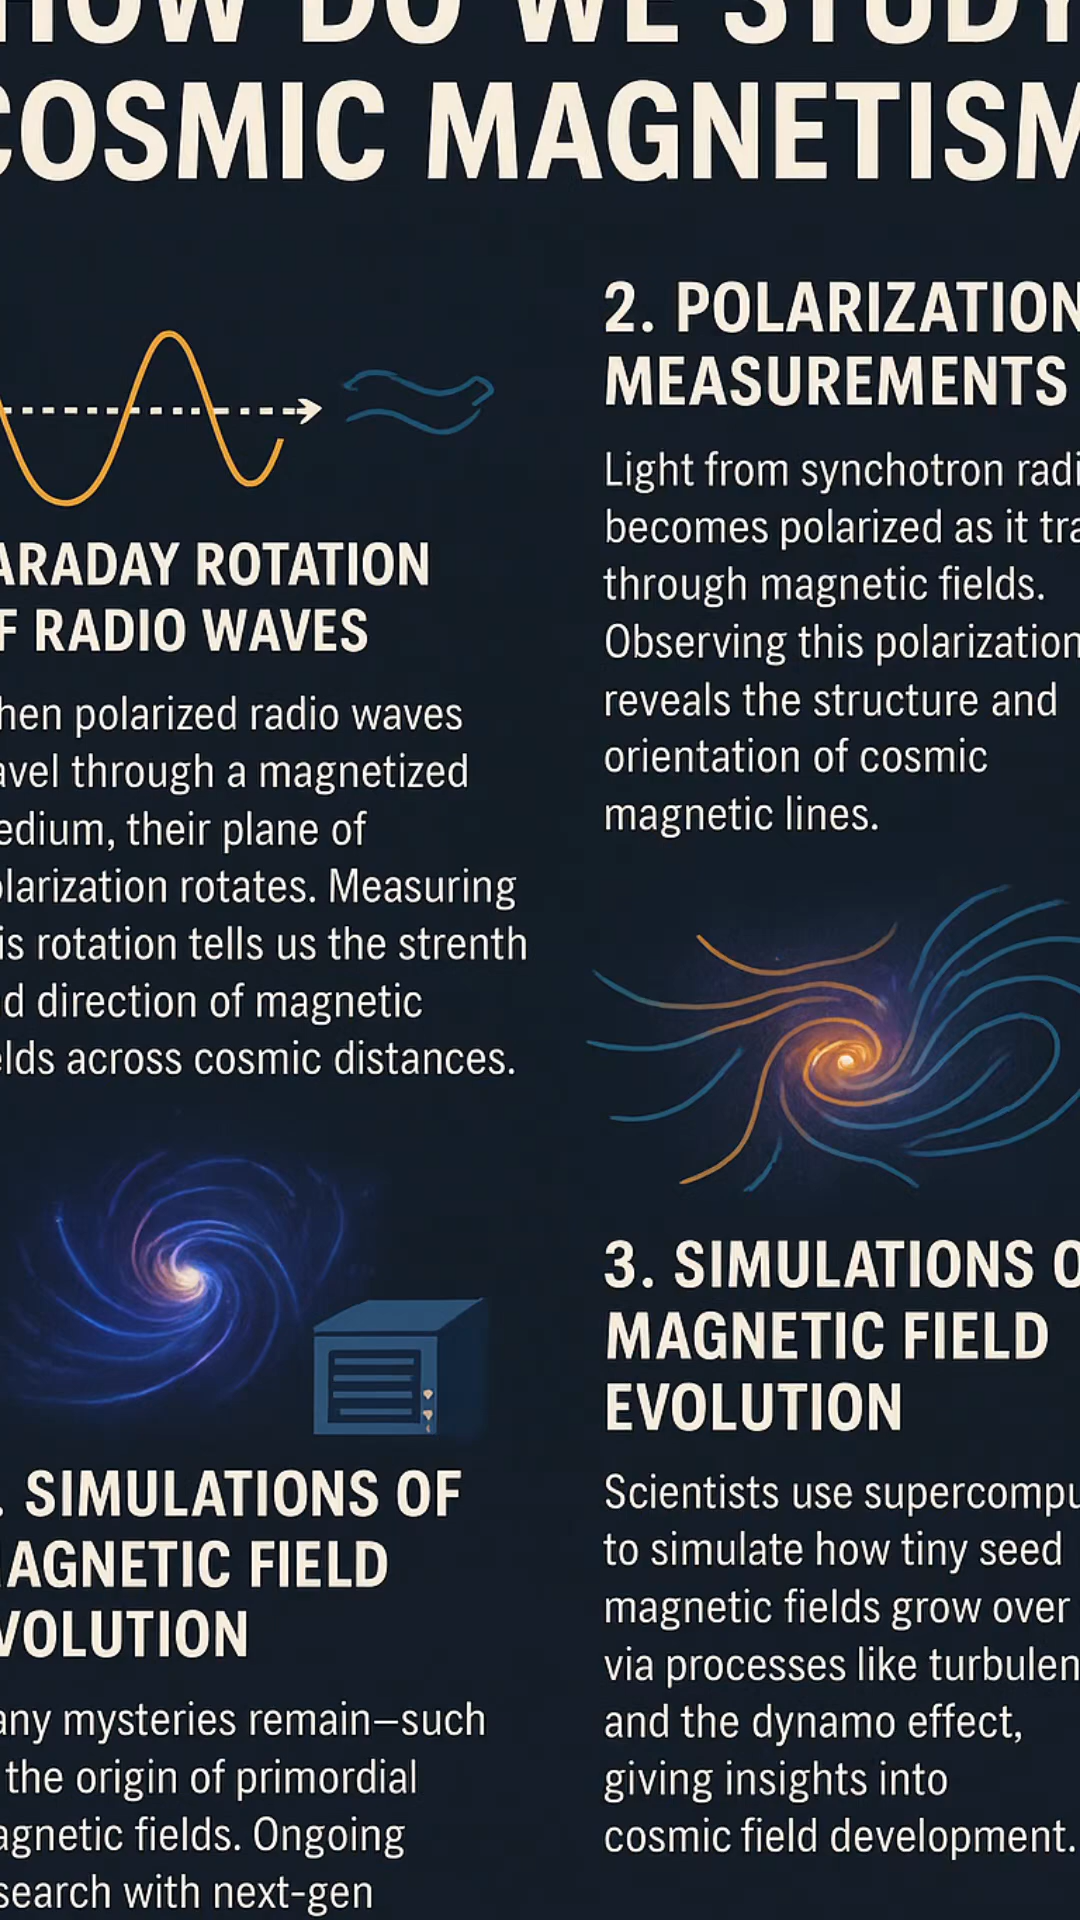 HOW DO WE STUDY
COSMIC MAGNETISM
ARADAY ROTATION
F RADIO WAVES
hen polarized radio waves
avel through a magnetized
edium, their plane of
larization rotates. Measuring
is rotation tells us the strenth
d direction of magnetic
elds across cosmic distances.
. SIMULATIONS OF
AGNETIC FIELD
VOLUTION
any mysteries remain—such
the origin of primordial
agnetic fields. Ongoing
search with next-gen
2. POLARIZATION
MEASUREMENTS
Light from synchotron radi
becomes polarized as it tra
through magnetic fields.
Observing this polarization
reveals the structure and
orientation of cosmic
magnetic lines.
3. SIMULATIONS O
MAGNETIC FIELD
EVOLUTION
Scientists use supercompu
to simulate how tiny seed
magnetic fields grow over
via processes like turbulen
and the dynamo effect,
giving insights into
cosmic field development.